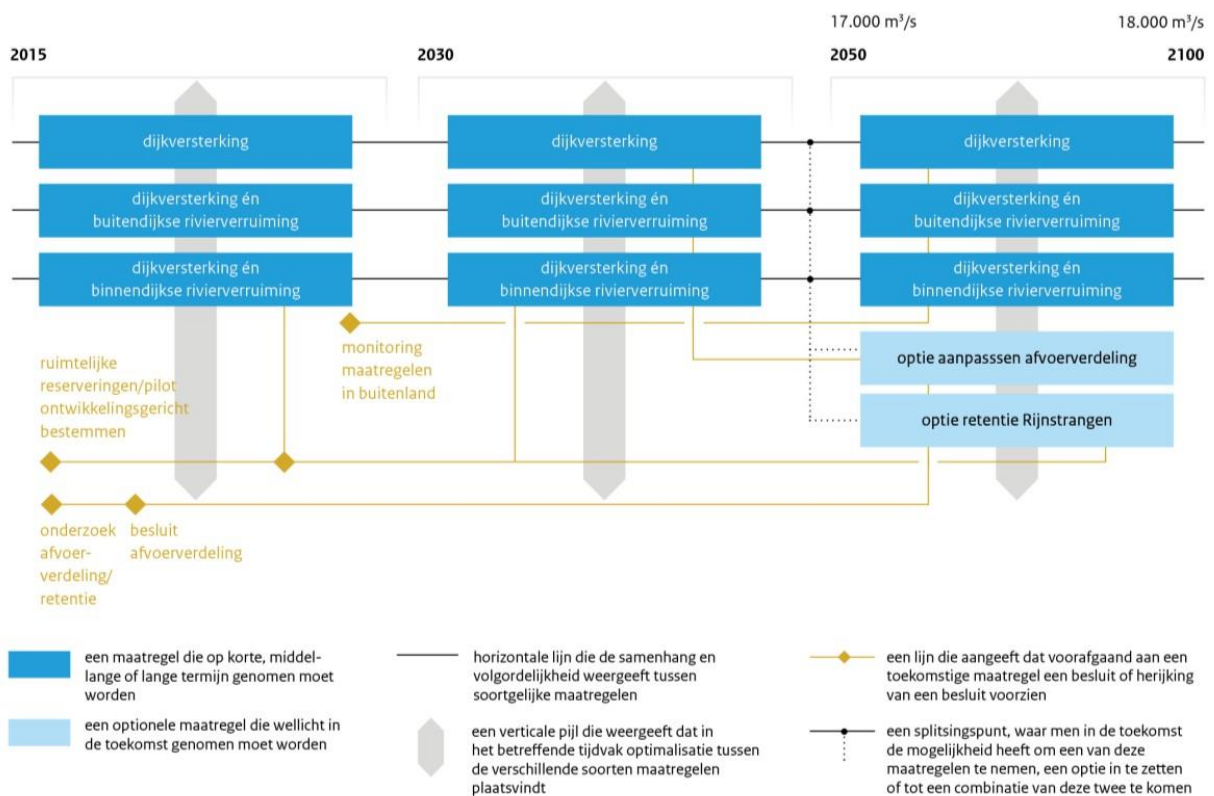 17.000 m³/s
18.000 m³/s
2015
2030
2050
2100
dijkversterking
dijkversterking
dijkversterking
dijkversterking én
buitendijkse rivierverruiming
dijkversterking én
buitendijkse rivierverruiming
dijkversterking én
buitendijkse rivierverruiming
dijkversterking én
binnendijkse rivierverruiming
dijkversterking én
binnendijkse rivierverruiming
dijkversterking én
binnendijkse rivierverruiming
monitoring
maatregelen
in buitenland
optie aanpasssen afvoerverdeling
ruimtelijke
reserveringen/pilot
ontwikkelingsgericht
bestemmen
optie retentie Rijnstrangen
onderzoek
afvoer-
verdeling/
retentie
besluit
afvoerverdeling
een maatregel die op korte, middel-
lange of lange termijn genomen moet
worden
een optionele maatregel die wellicht in
de toekomst genomen moet worden
horizontale lijn die de samenhang en
volgordelijkheid weergeeft tussen
soortgelijke maatregelen
een verticale pijl die weergeeft dat in
het betreffende tijdvak optimalisatie tussen
de verschillende soorten maatregelen
plaatsvindt
een lijn die aangeeft dat voorafgaand aan een
toekomstige maatregel een besluit of herijking
van een besluit voorzien
een splitsingspunt, waar men in de toekomst
de mogelijkheid heeft om een van deze
maatregelen te nemen, een optie in te zetten
of tot een combinatie van deze twee te komen